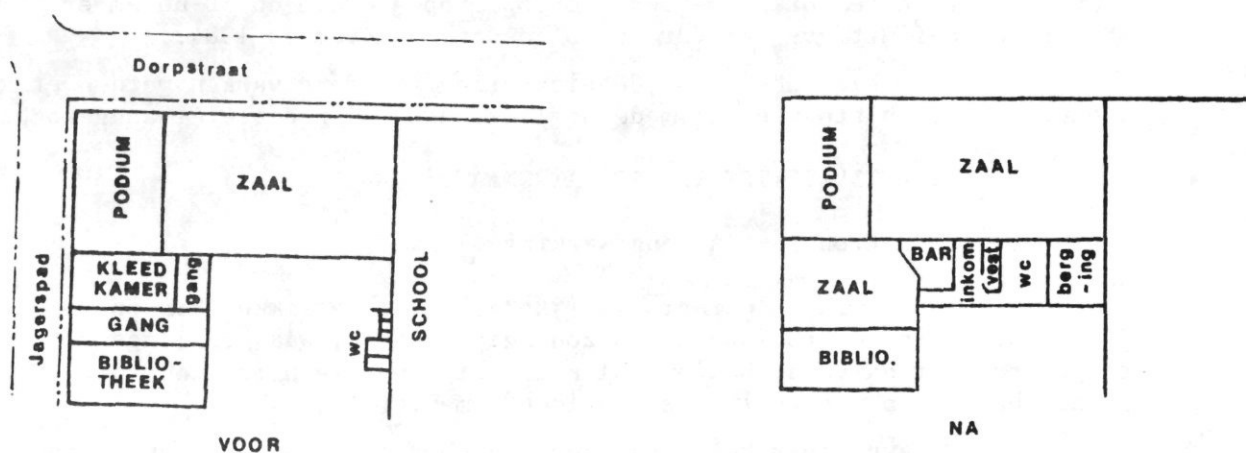 Dorpstraat
Jagerspad
PODIUM
ZAAL
KLEED
KAMER
gang
GANG
BIBLIO-
THEEK
wc
SCHOOL
VOOR
PODIUM
ZAAL
ZAAL
BAR
inkom
vest
wc
berg
-ing
BIBLIO.
NA